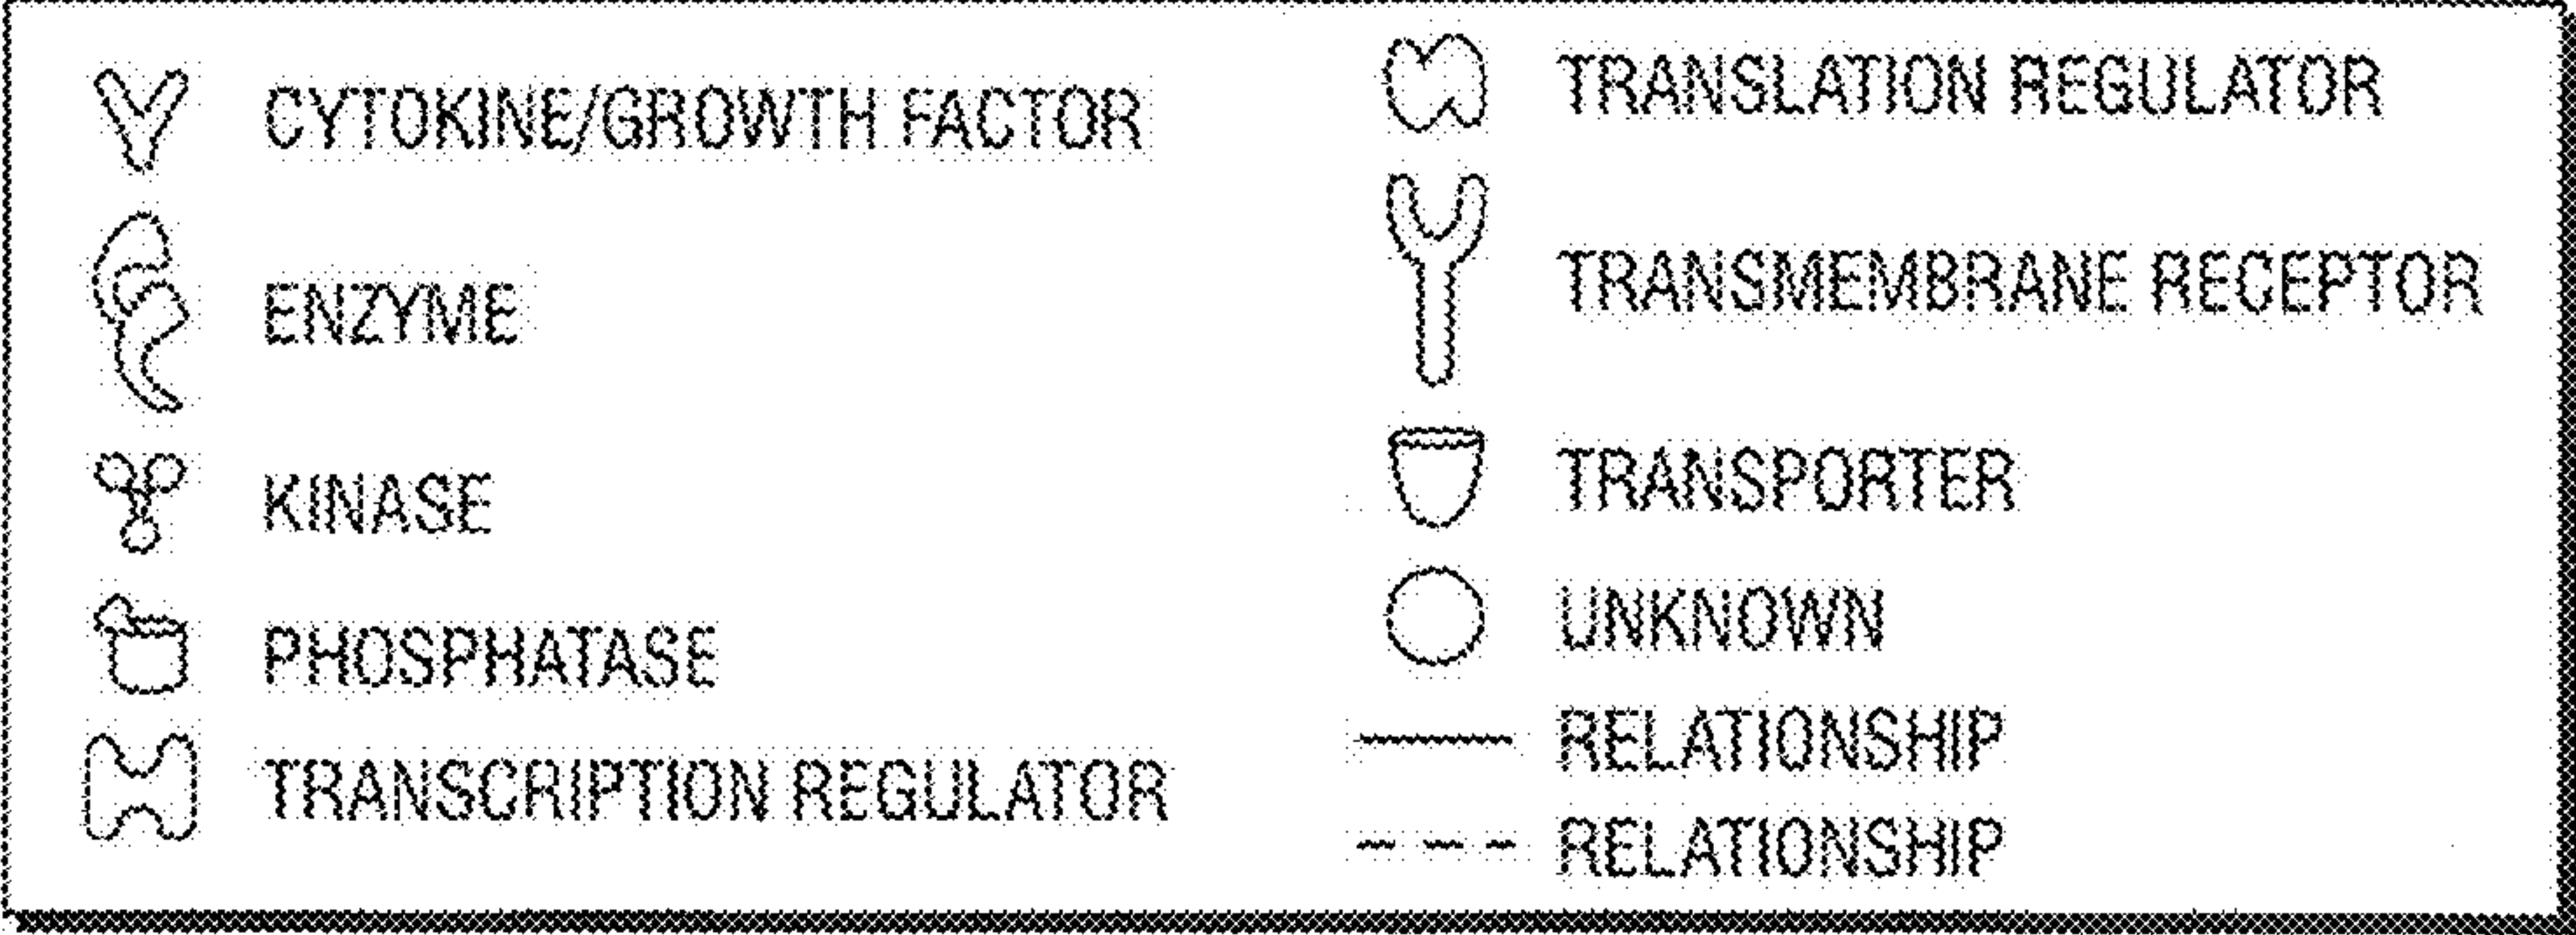 CYTOKINE/GROWTH FACTOR
ENZYME
KINASE
PHOSPHATASE
TRANSCRIPTION REGULATOR
TRANSLATION REGULATOR
TRANSMEMBRANE RECEPTOR
TRANSPORTER
UNKNOWN
RELATIONSHIP
RELATIONSHIP